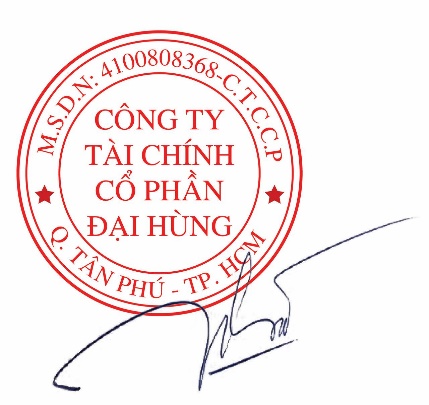 M.S.D.N: 4100808368-C.T.C.C.P
CÔNG TY
TÀI CHÍNH
CỔ PHẦN
ĐẠI HÙNG
Q. TÂN PHÚ - TP. HCM